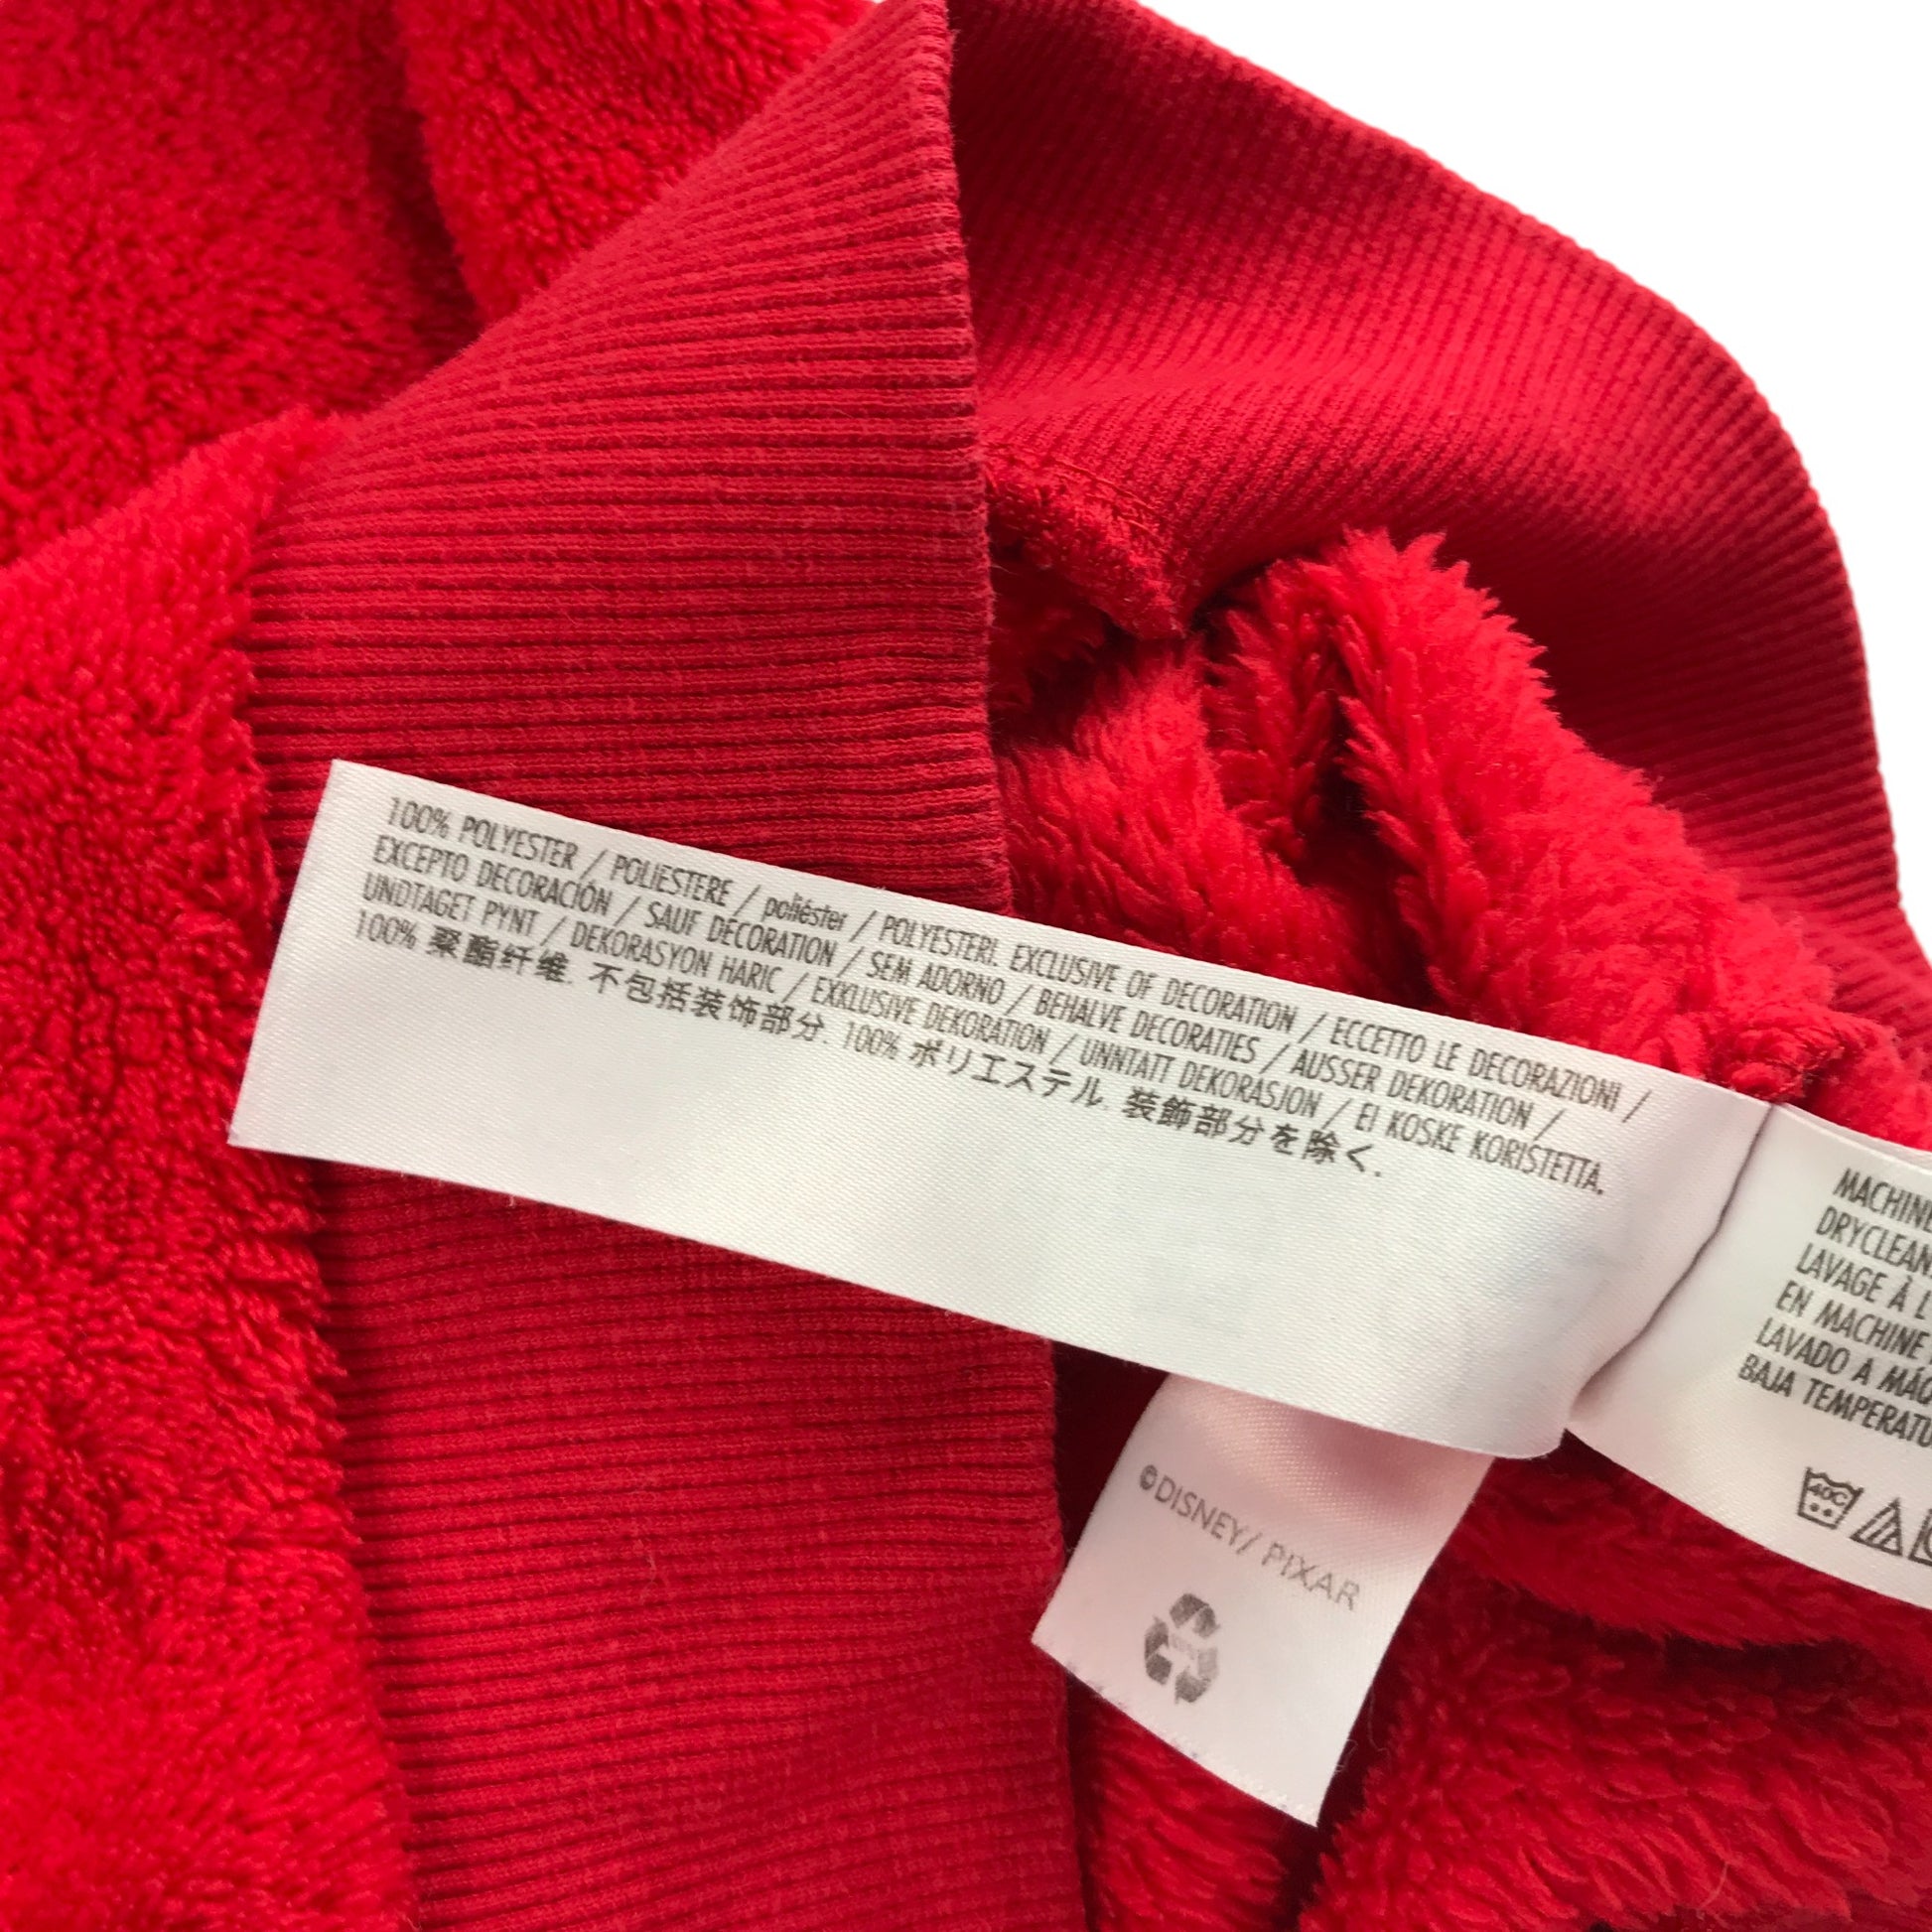 100% POLYESTER / POLIESTERE / poliéster / POLYESTERI. EXCLUSIVE OF DECORATION / ECCETTO LE DECORAZIONI /
EXCEPTO DECORACIÓN / SAUF DECORATION / SEM ADORNO / BEHALVE DECORATIES / AUSSER DEKORATION /
UNDTAGET PYNT / DEKORASYON HARIC / EXKLUSIVE DEKORATION / UNNTATT DEKORASJON / EI KOSKE KORISTETTA.
100% 聚酯纤维. 不包括装饰部分. 100% ポリエステル. 装飾部分を除く.
MACHINE
DRYCLEAN
LAVAGE À L
EN MACHINE
LAVADO A MÁQ
BAJA TEMPERATU
40C
©DISNEY/ PIXAR